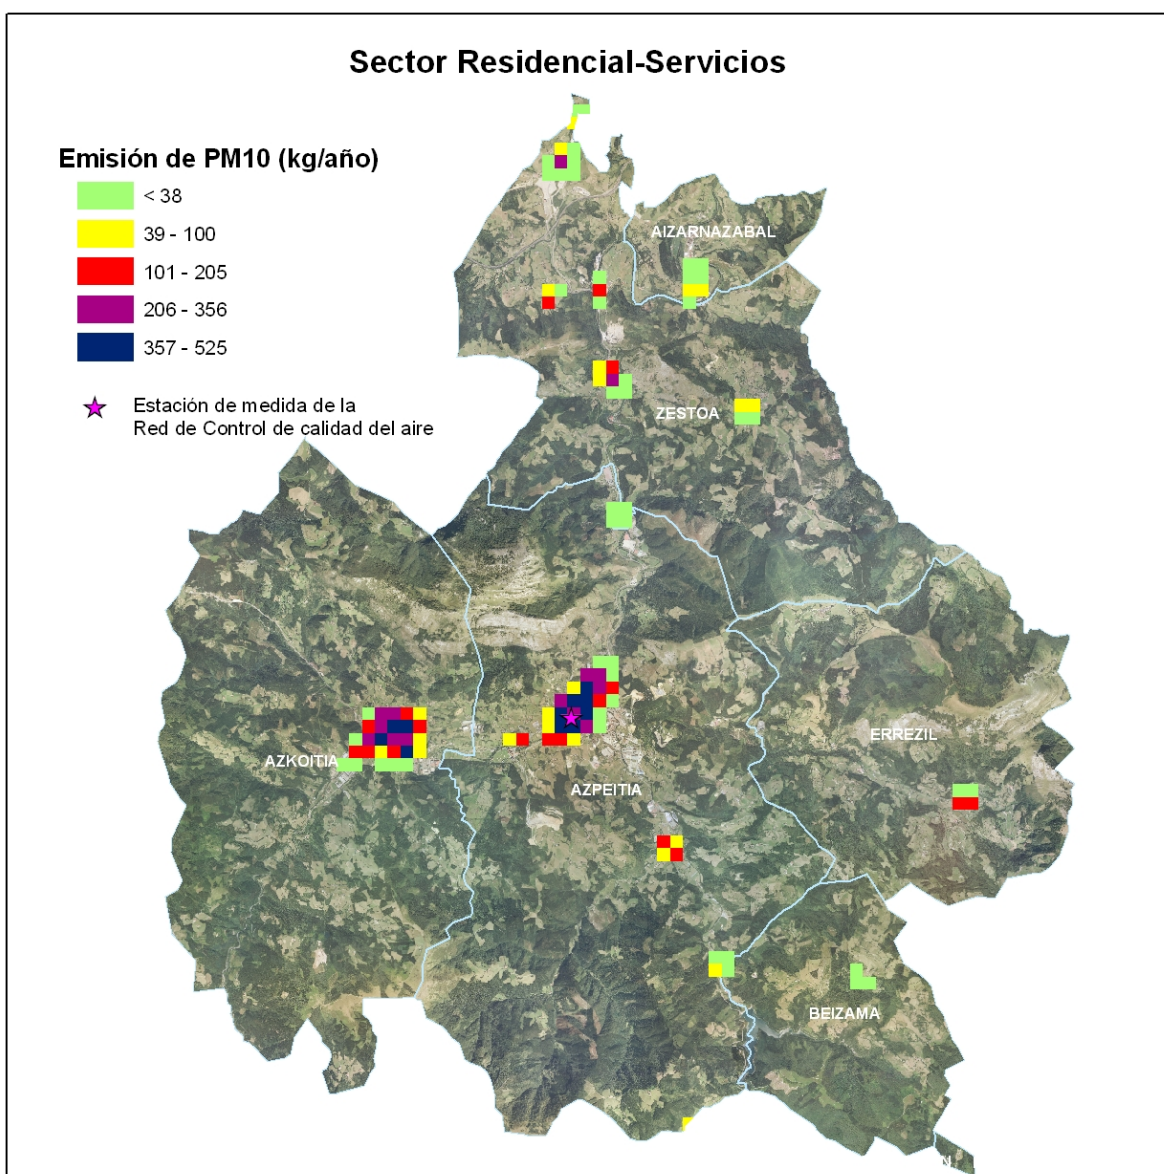 Sector Residencial-Servicios
Emisión de PM10 (kg/año)
< 38
39 - 100
101 - 205
206 - 356
357 - 525
Estación de medida de la
Red de Control de calidad del aire
AIZARNAZABAL
ZESTOA
ERREZIL
AZKOITIA
AZPEITIA
BEIZAMA